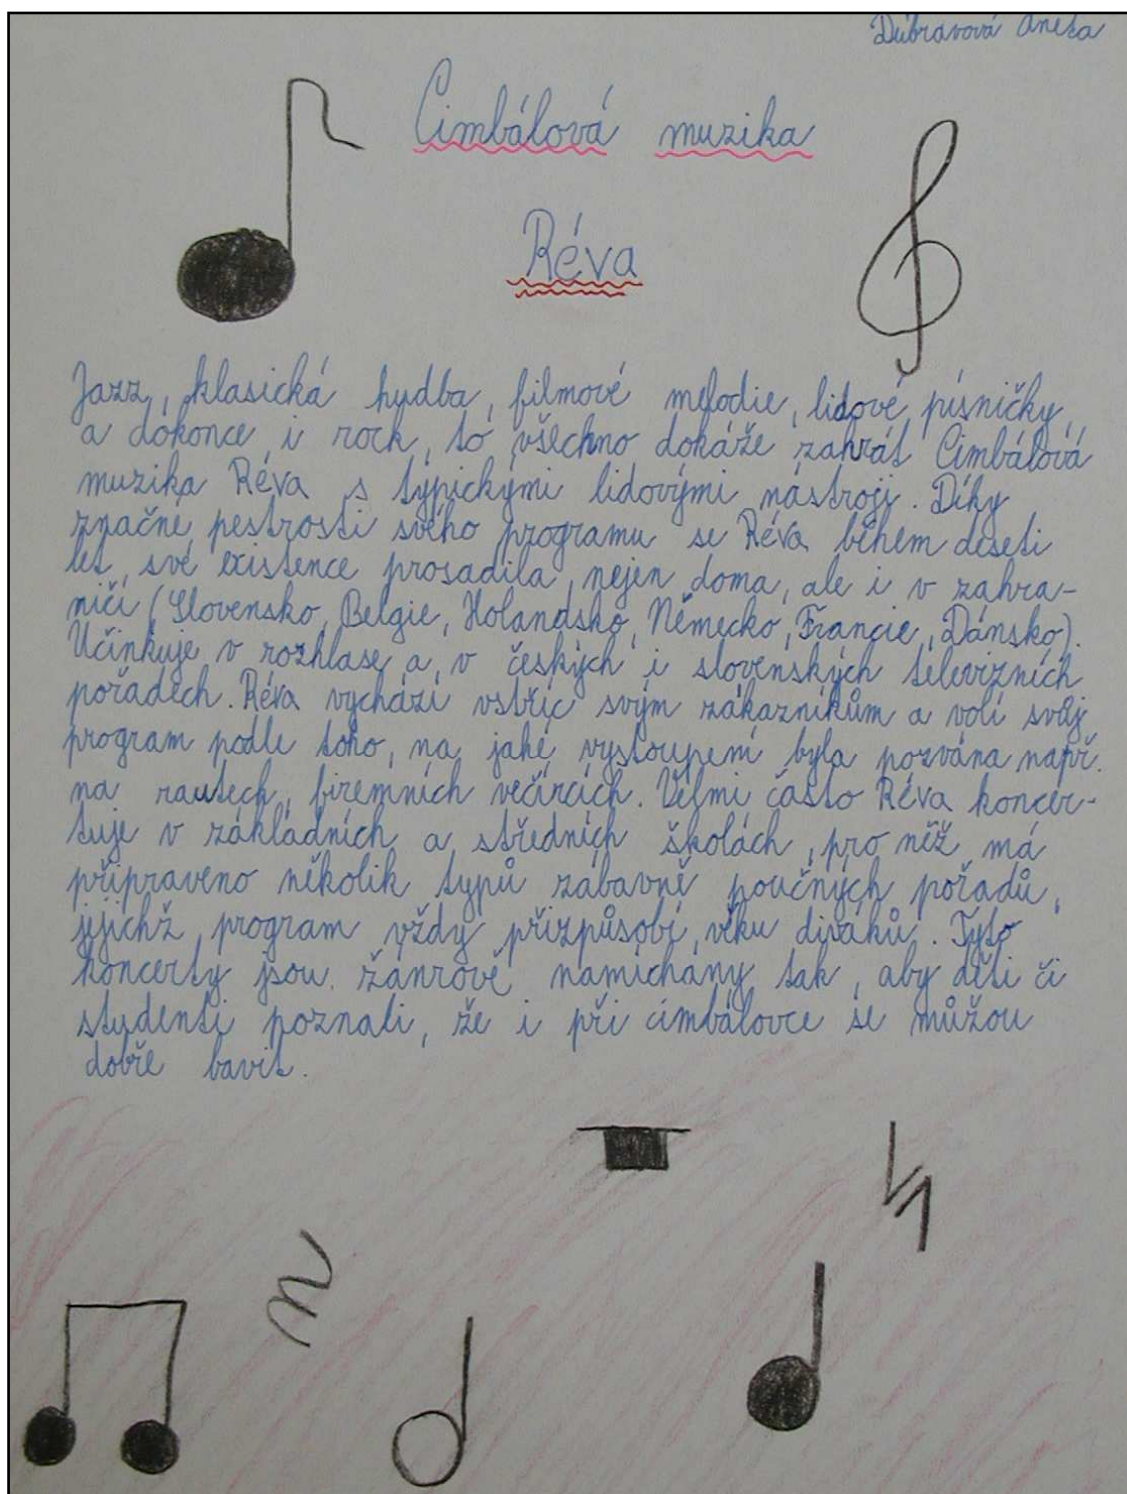 Dubravová Aneta
Cimbálová muzika
Réva
Jazz, klasická hudba, filmové melodie, lidové písničky,
a dokonce i rock, to všechno dokáže zahrát Cimbálová
muzika Réva s typickými lidovými nástroji. Díky
značné pestrosti svého programu se Réva během deseti
let své existence prosadila nejen doma, ale i v zahra-
ničí (Slovensko, Belgie, Holandsko, Německo, Francie, Dánsko).
Učinkuje v rozhlase a v českých i slovenských televizních
pořadech. Réva vychází vstříc svým zákazníkům a volí svůj
program podle toho, na jaké vystoupení byla pozvána např.
na rautech, firemních večírcích. Velmi často Réva koncer-
tuje v základních a středních školách, pro něž má
připraveno několik typů zábavně poučných pořadů,
jejichž program vždy přizpůsobí věku diváků. Tyto
koncerty jsou žánrově namíchány tak, aby děti či
studenti poznali, že i při cimbálovce se můžou
dobře bavit.